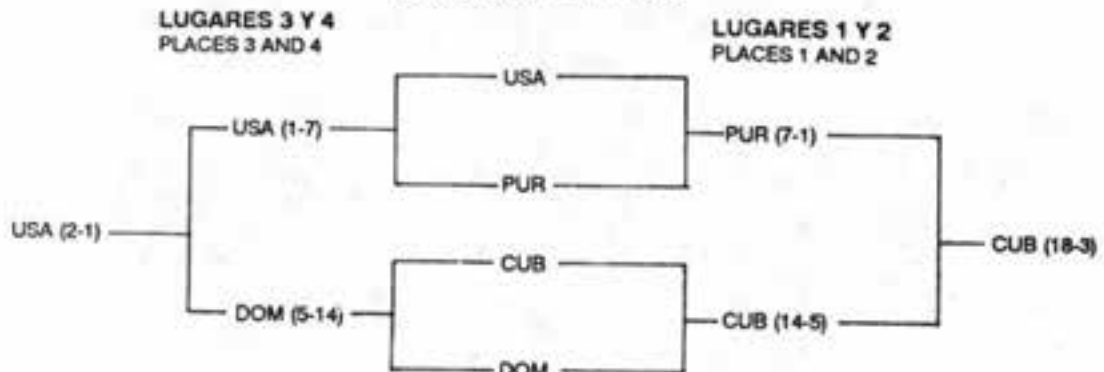 LUGARES 3 Y 4
PLACES 3 AND 4
LUGARES 1 Y 2
PLACES 1 AND 2
USA
USA (1-7)
PUR (7-1)
PUR
USA (2-1)
CUB (18-3)
CUB
DOM (5-14)
CUB (14-5)
DOM